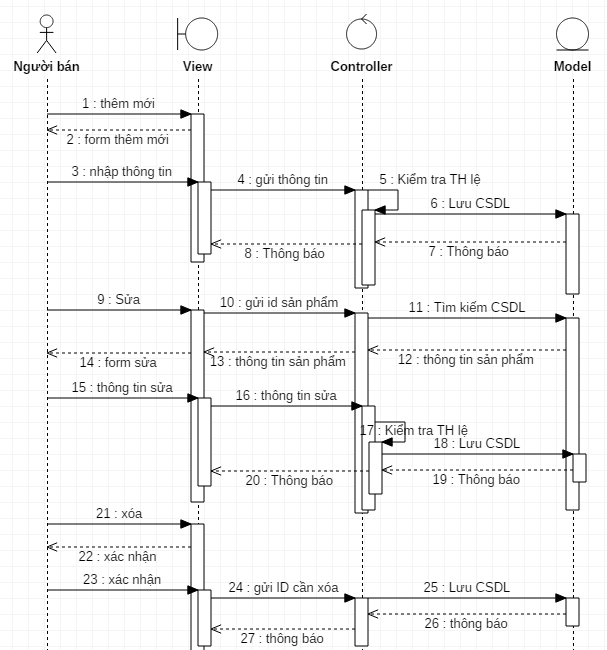 Người bán
View
Controller
Model
1 : thêm mới
2 : form thêm mới
3 : nhập thông tin
4 : gửi thông tin
5 : Kiểm tra TH lệ
6 : Lưu CSDL
7 : Thông báo
8 : Thông báo
9 : Sửa
10 : gửi id sản phẩm
11 : Tìm kiếm CSDL
12 : thông tin sản phẩm
13 : thông tin sản phẩm
14 : form sửa
15 : thông tin sửa
16 : thông tin sửa
17 : Kiểm tra TH lệ
18 : Lưu CSDL
19 : Thông báo
20 : Thông báo
21 : xóa
22 : xác nhận
23 : xác nhận
24 : gửi ID cần xóa
25 : Lưu CSDL
26 : thông báo
27 : thông báo